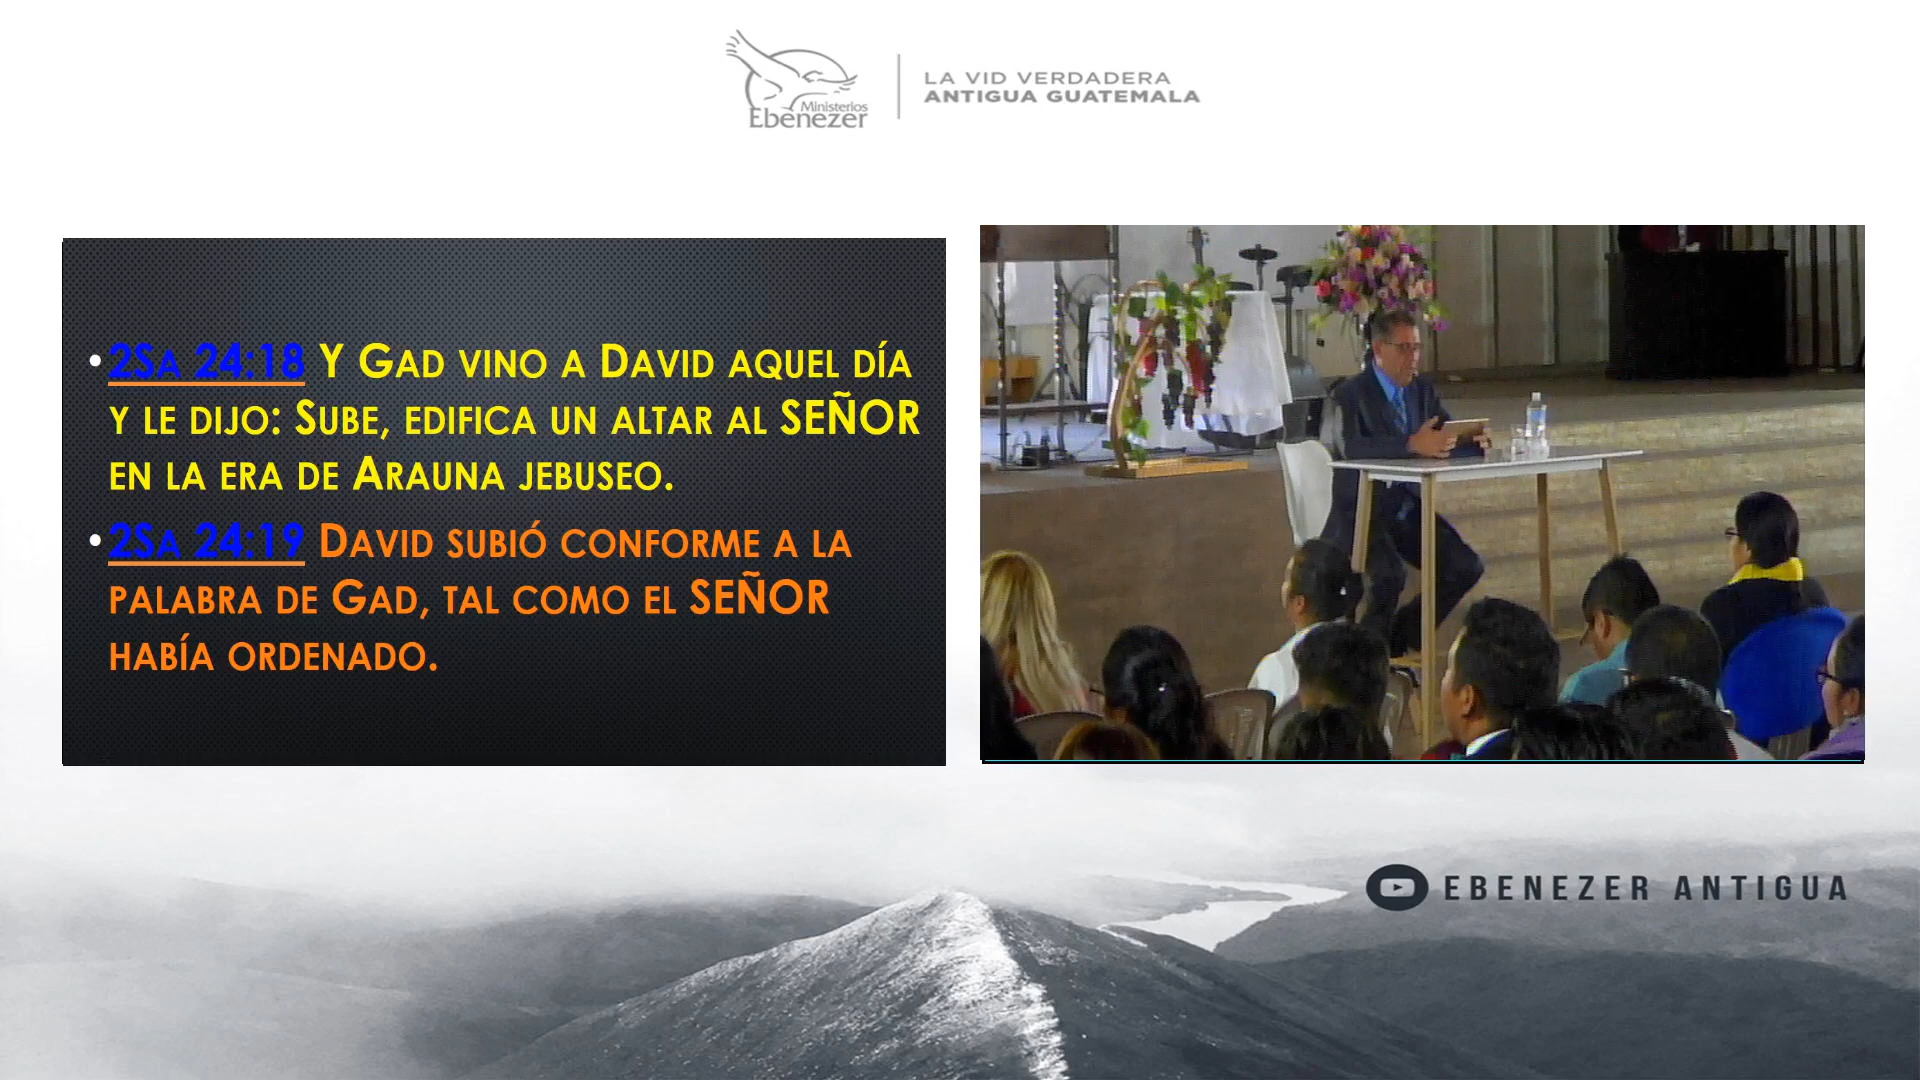 Ministerios
Ebenezer
LA VID VERDADERA
ANTIGUA GUATEMALA
• 2Sa 24:18 Y Gad vino a David aquel día
y le dijo: Sube, edifica un altar al SEÑOR
en la era de Arauna jebuseo.
• 2Sa 24:19 David subió conforme a la
palabra de Gad, tal como el SEÑOR
había ordenado.
EBENEZER ANTIGUA